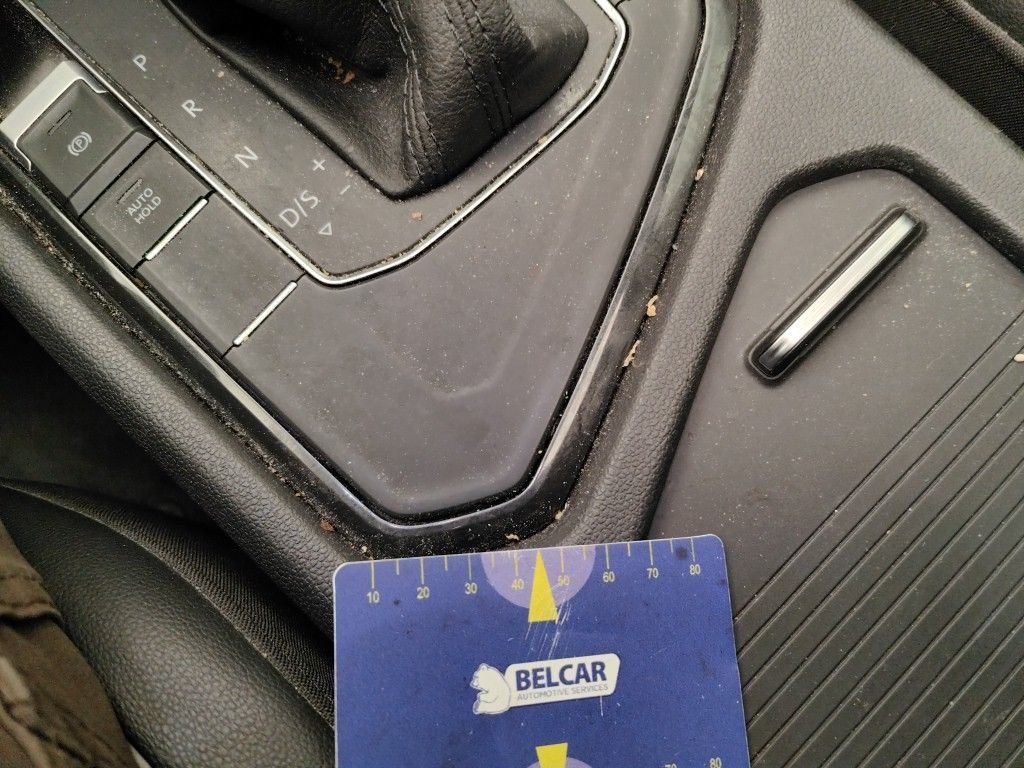 P
R
N
+
D/S -
(P)
AUTO
HOLD
10 20 30 40 50 60 70 80
BELCAR
AUTOMOTIVE SERVICES
70 80